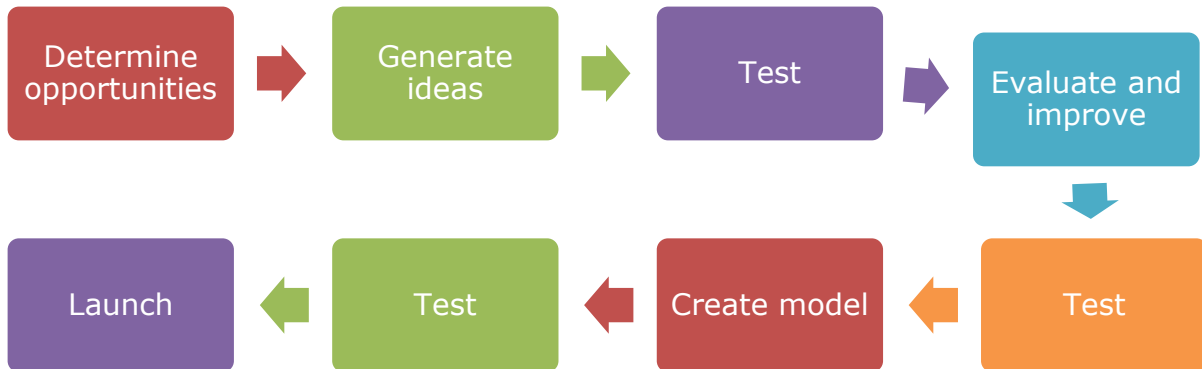 Determine
opportunities
Generate
ideas
Test
Evaluate and
improve
Test
Create model
Test
Launch